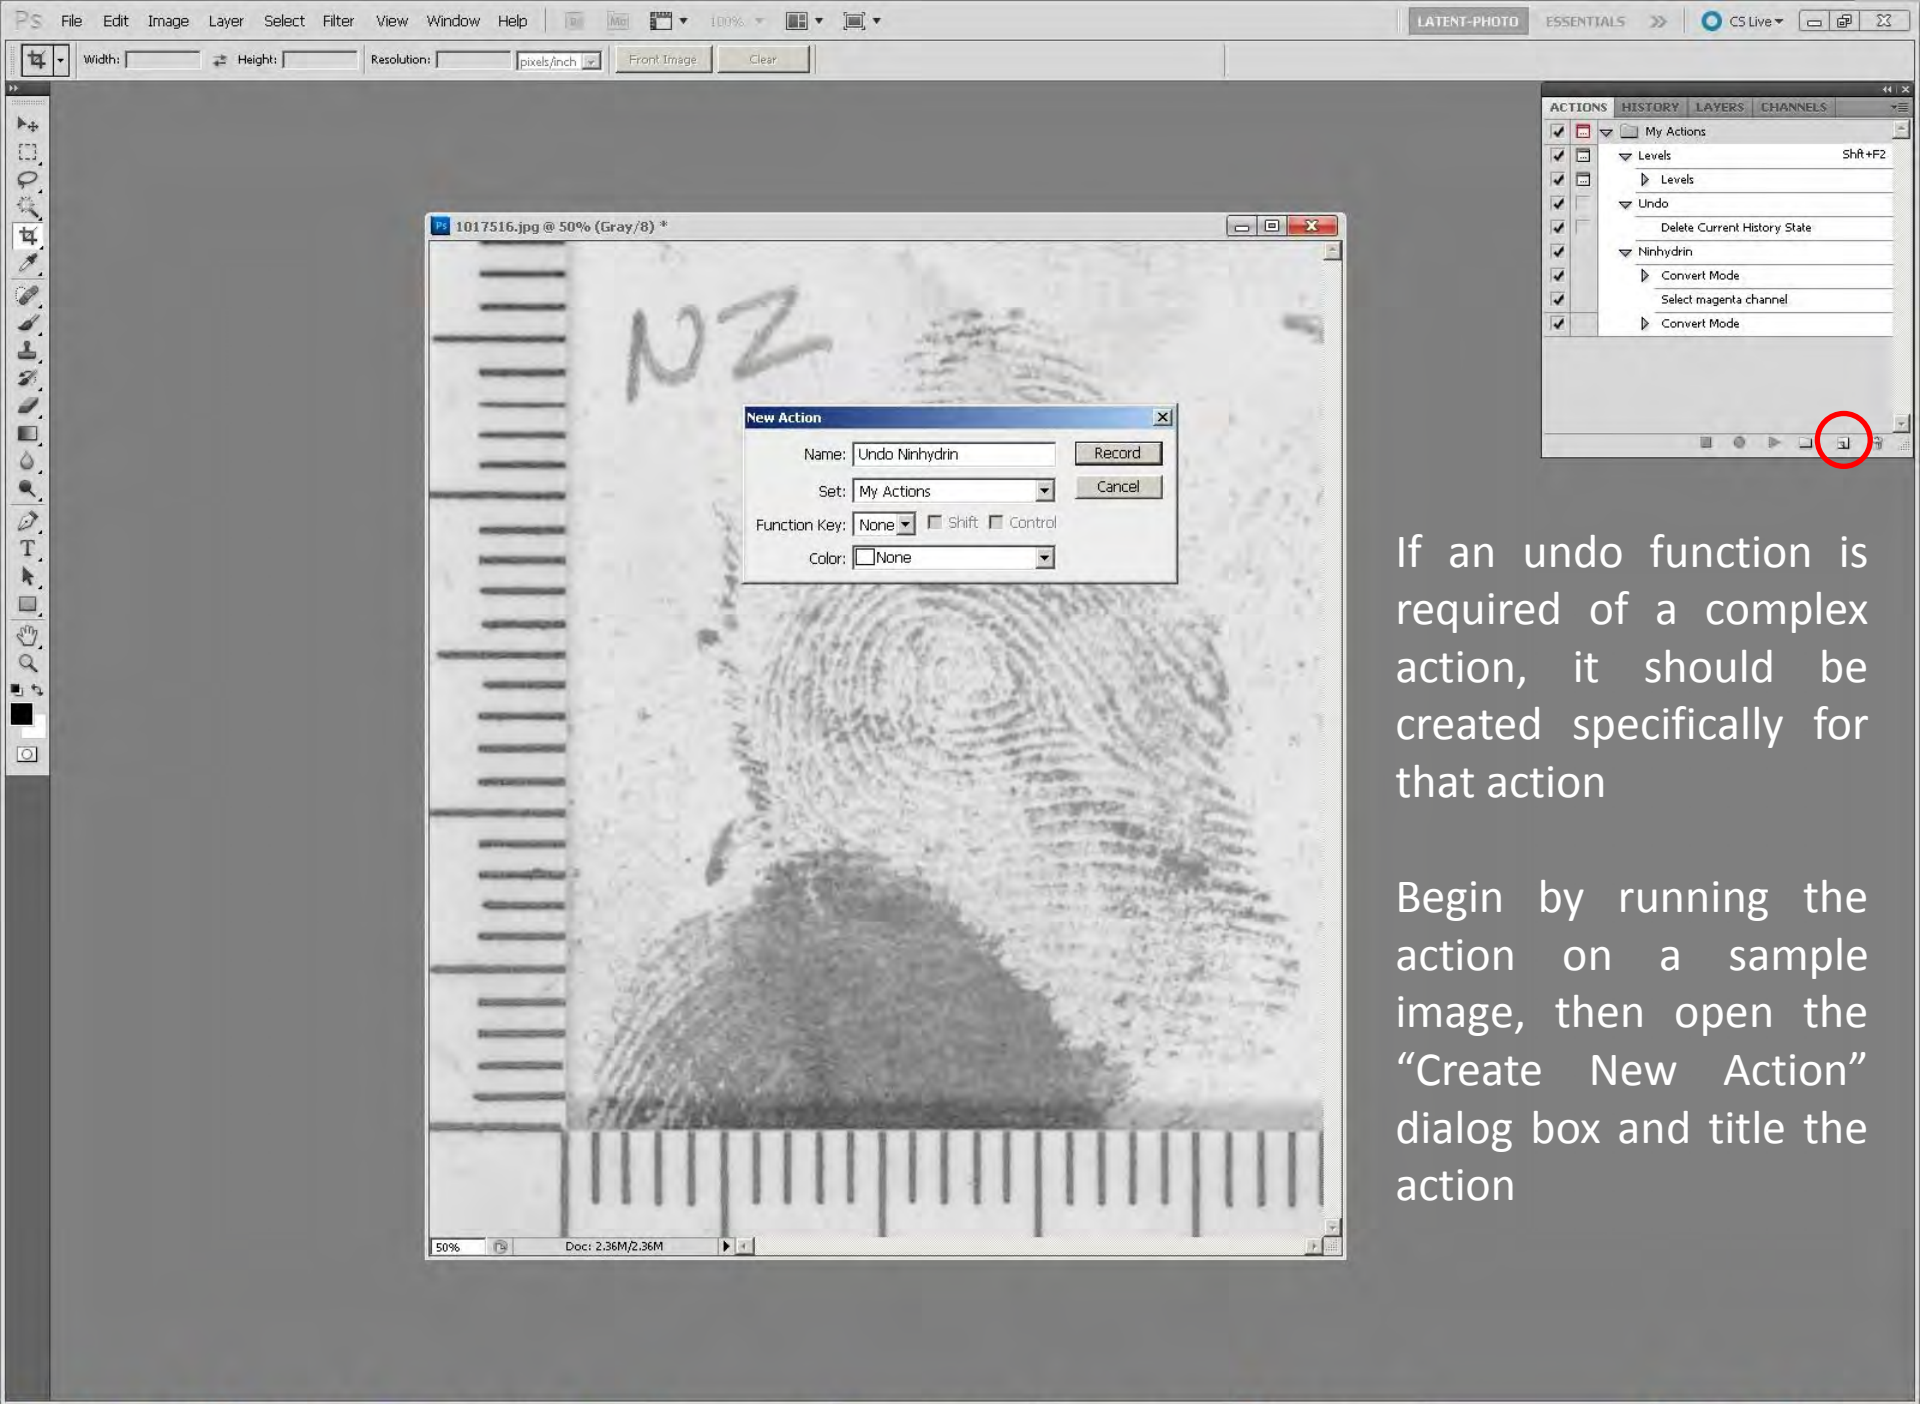 PS File Edit Image Layer Select Filter View Window Help Br Mb 100% LATENT-PHOTO ESSENTIALS CS Live
Width: Height: Resolution: pixels/inch Front Image Clear
ACTIONS HISTORY LAYERS CHANNELS
My Actions
Levels Shft+F2
Levels
Undo
Delete Current History State
Ninhydrin
Convert Mode
Select magenta channel
Convert Mode
Ps 1017516.jpg @ 50% (Gray/8) *
NZ
New Action
Name: Undo Ninhydrin Record
Set: My Actions Cancel
Function Key: None Shift Control
Color: None
50% Doc: 2.36M/2.36M
If an undo function is
required of a complex
action, it should be
created specifically for
that action
Begin by running the
action on a sample
image, then open the
“Create New Action”
dialog box and title the
action